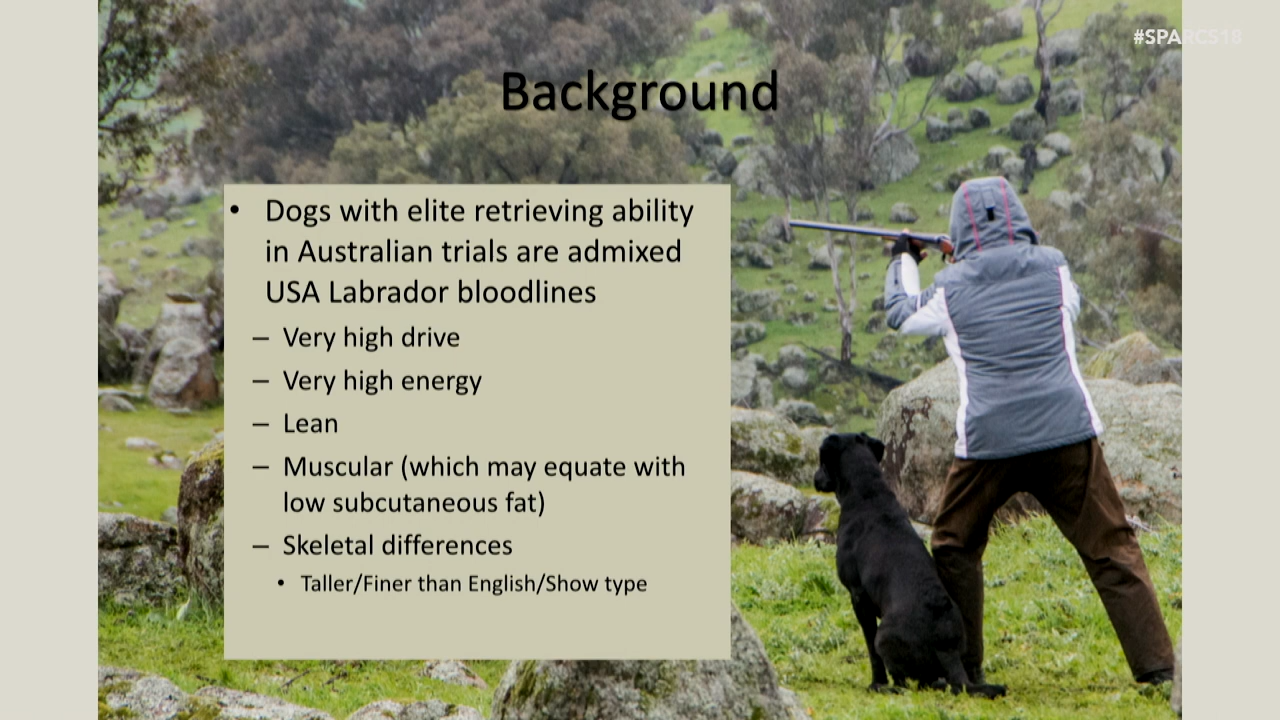 #SPARCS18
Background
• Dogs with elite retrieving ability
in Australian trials are admixed
USA Labrador bloodlines
– Very high drive
– Very high energy
– Lean
– Muscular (which may equate with
low subcutaneous fat)
– Skeletal differences
• Taller/Finer than English/Show type